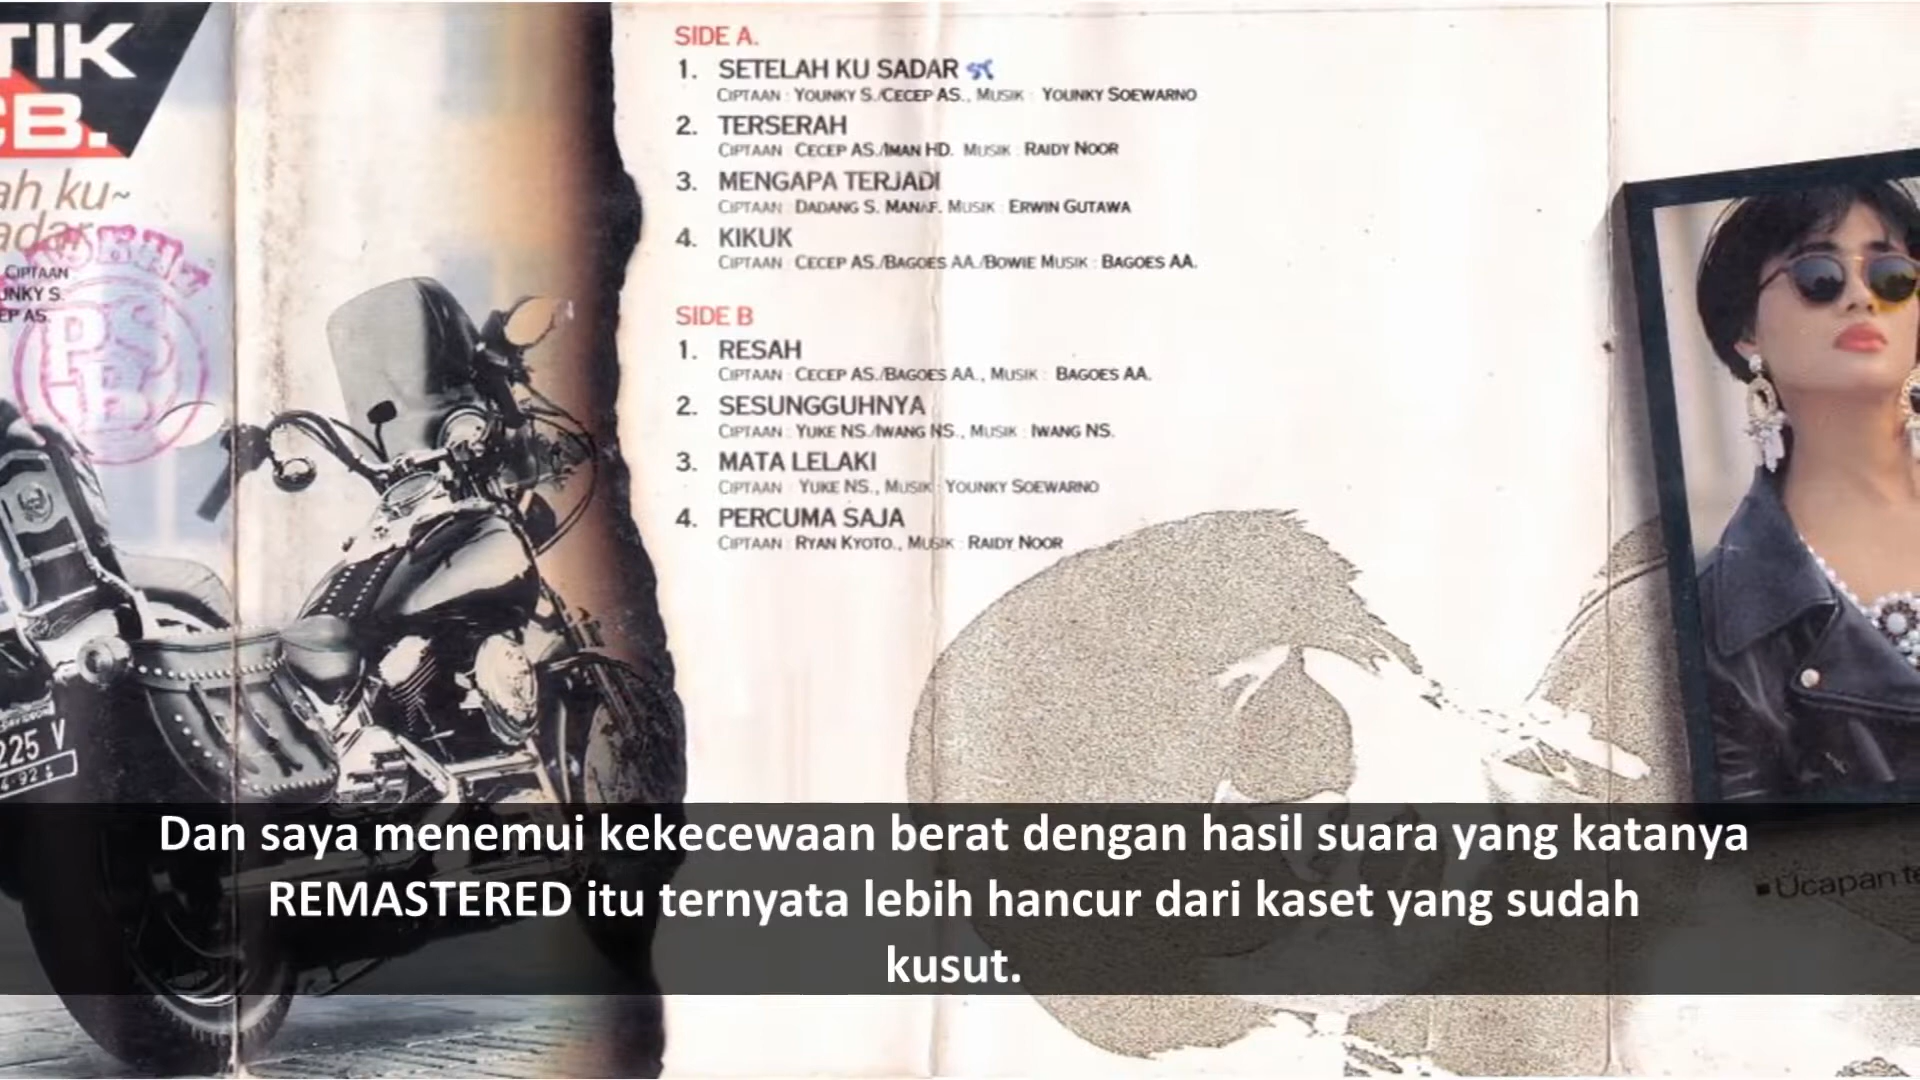 TIK
CB.
ah ku~
adar
CIPTAAN
UNKY S.
EP AS.
PSB
225 V
SIDE A.
1. SETELAH KU SADAR
CIPTAAN : YOUNKY S./CECEP AS., MUSIK : YOUNKY SOEWARNO
2. TERSERAH
CIPTAAN : CECEP AS./IMAN HD. MUSIK : RAIDY NOOR
3. MENGAPA TERJADI
CIPTAAN : DADANG S. MANAF. MUSIK : ERWIN GUTAWA
4. KIKUK
CIPTAAN : CECEP AS./BAGOES AA./BOWIE MUSIK : BAGOES AA.
SIDE B
1. RESAH
CIPTAAN : CECEP AS./BAGOES AA., MUSIK : BAGOES AA.
2. SESUNGGUHNYA
CIPTAAN : YUKE NS./IWANG NS., MUSIK : IWANG NS.
3. MATA LELAKI
CIPTAAN : YUKE NS., MUSIK : YOUNKY SOEWARNO
4. PERCUMA SAJA
CIPTAAN : RYAN KYOTO., MUSIK : RAIDY NOOR
Ucapan te
Dan saya menemui kekecewaan berat dengan hasil suara yang katanya
REMASTERED itu ternyata lebih hancur dari kaset yang sudah
kusut.